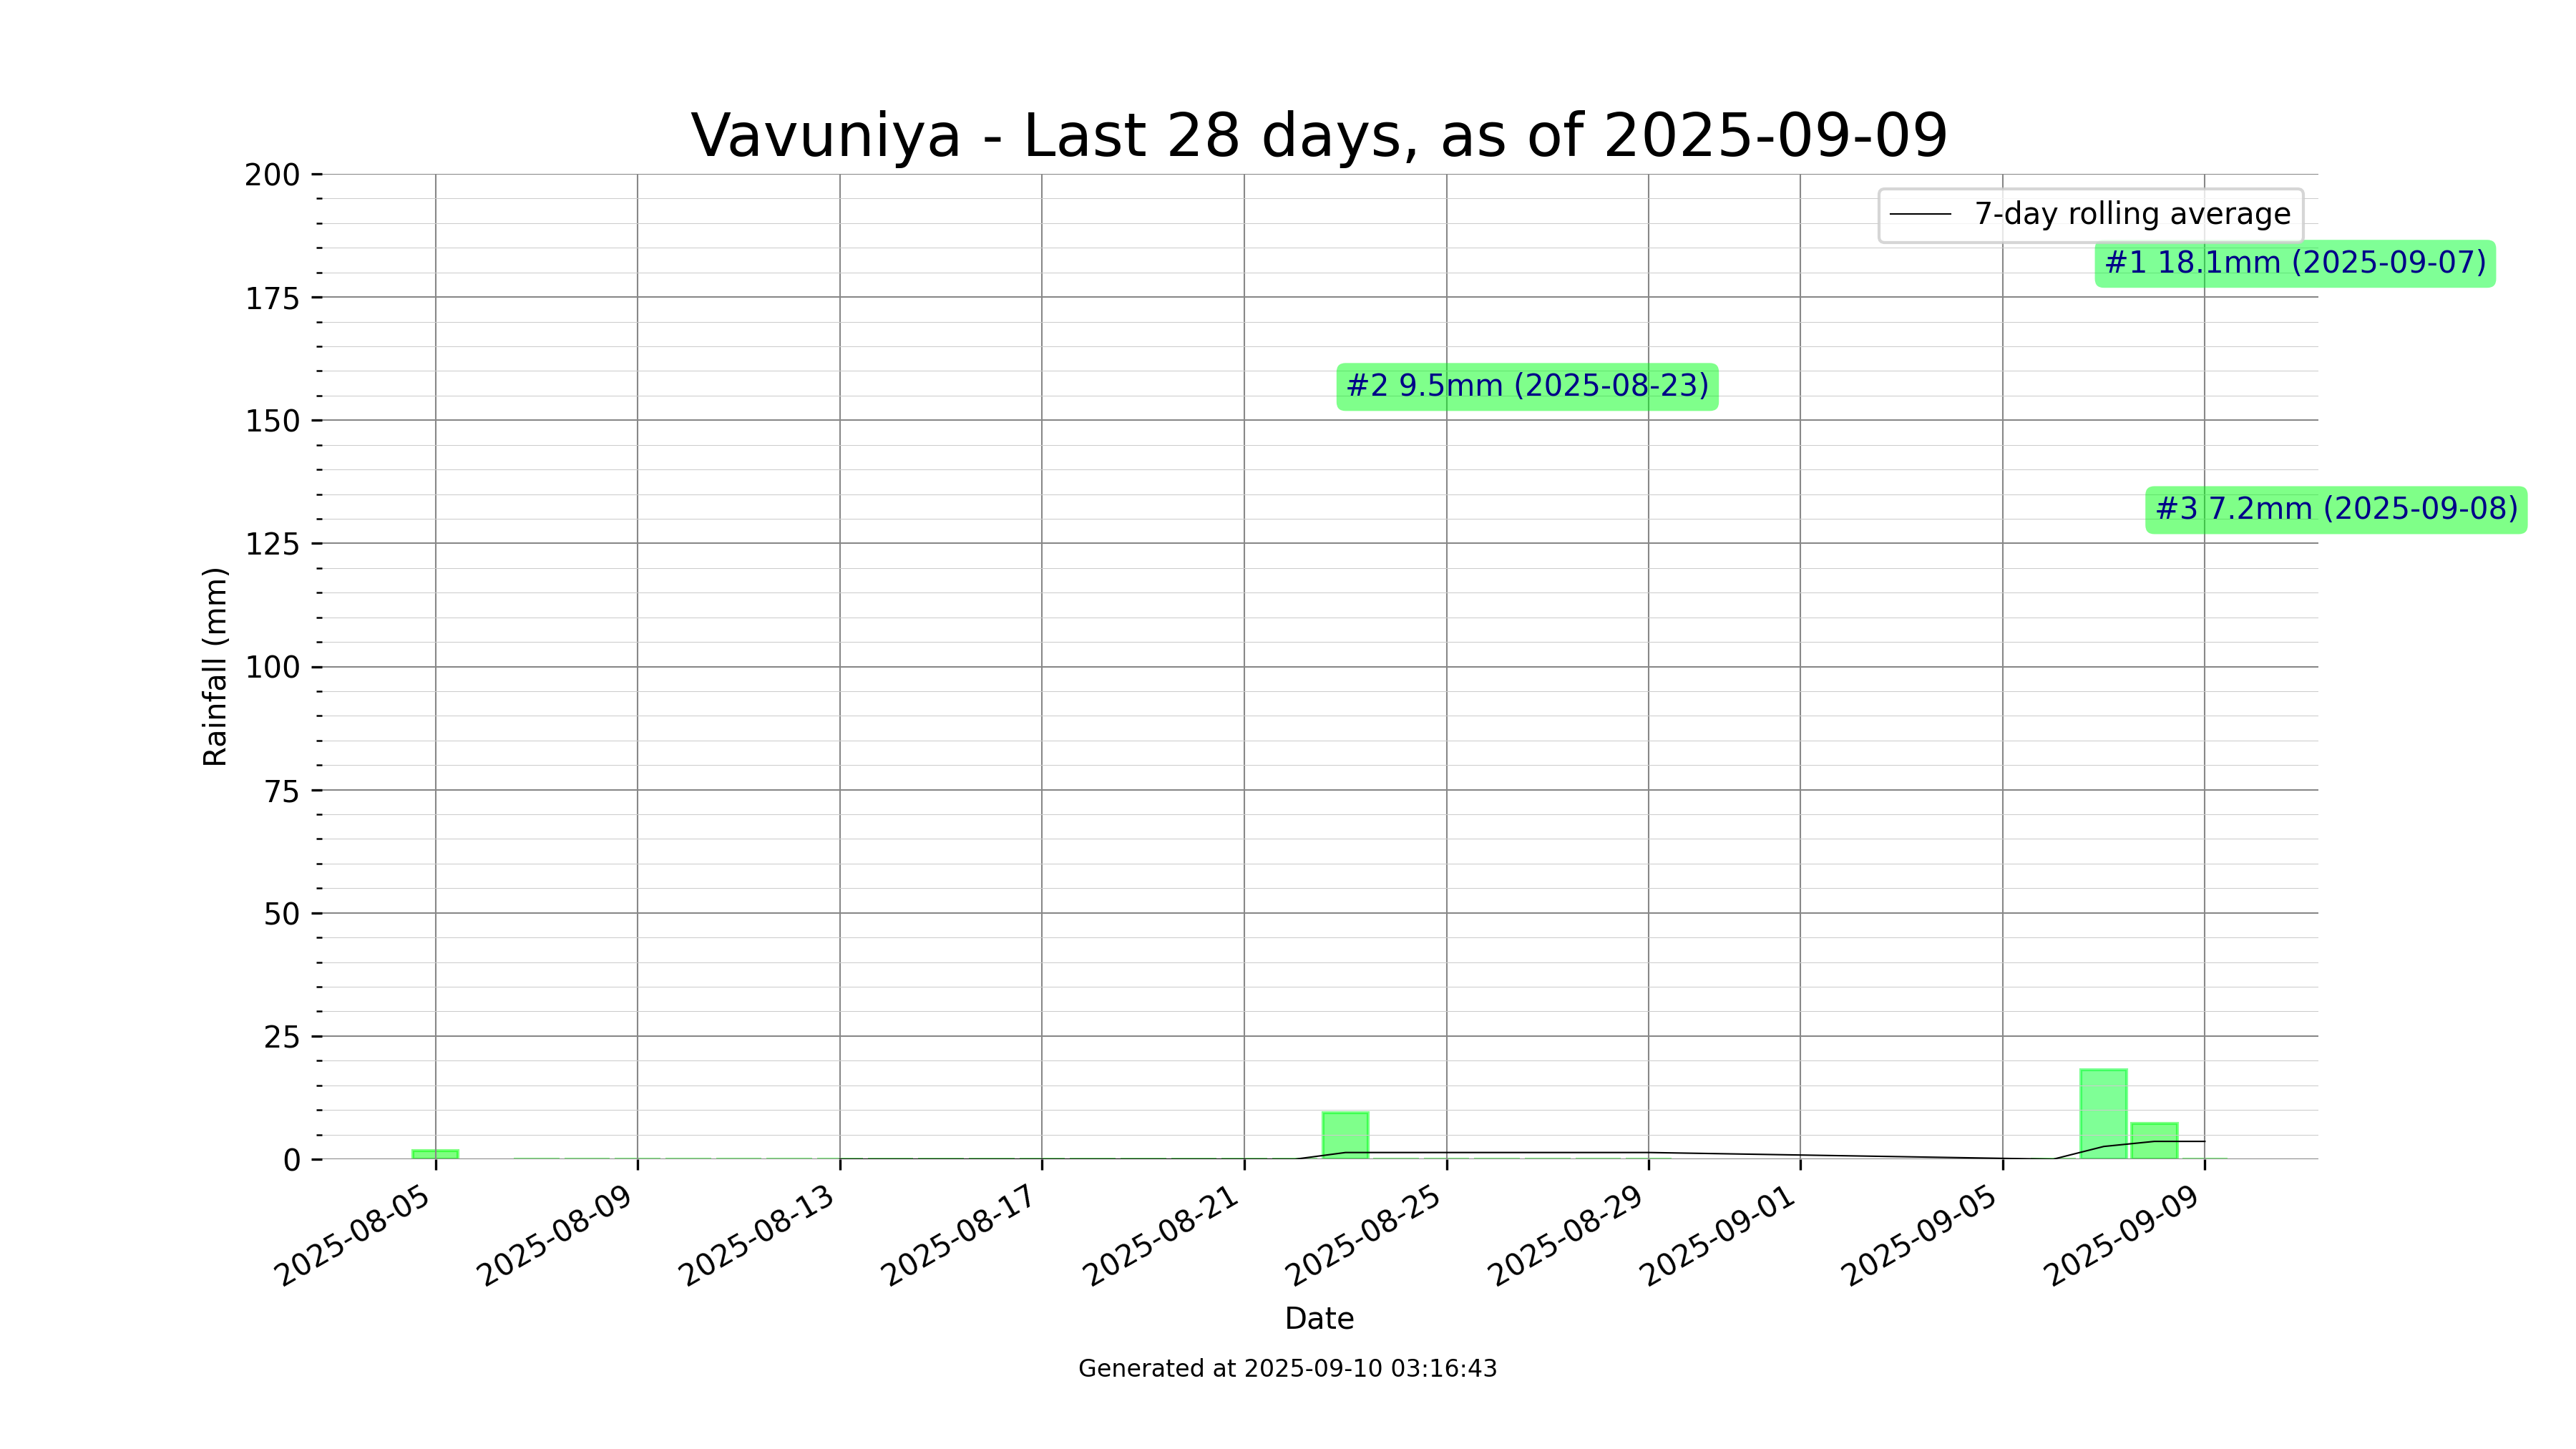 Vavuniya - Last 28 days, as of 2025-09-09
7-day rolling average
#1 18.1mm (2025-09-07)
#2 9.5mm (2025-08-23)
#3 7.2mm (2025-09-08)
Rainfall (mm)
200
175
150
125
100
75
50
25
0
2025-08-05
2025-08-09
2025-08-13
2025-08-17
2025-08-21
2025-08-25
2025-08-29
2025-09-01
2025-09-05
2025-09-09
Date
Generated at 2025-09-10 03:16:43